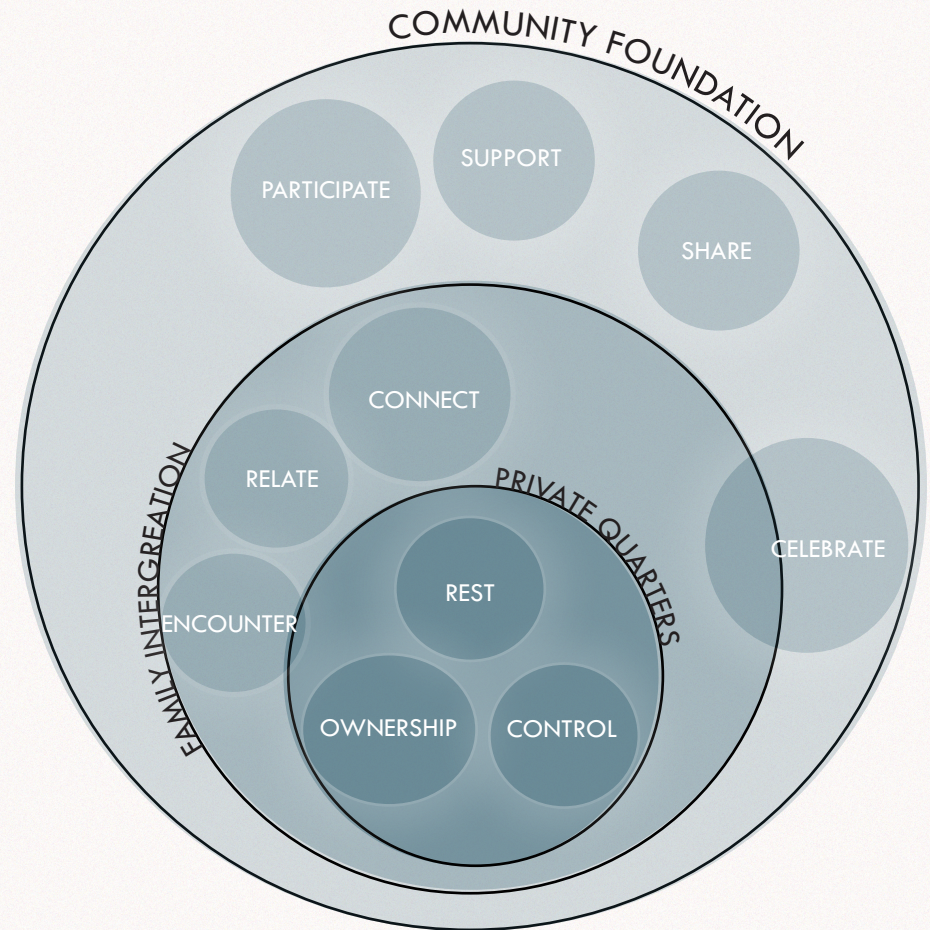 COMMUNITY FOUNDATION
SUPPORT
PARTICIPATE
SHARE
CONNECT
RELATE
PRIVATE QUARTERS
FAMILY INTERGREATION
CELEBRATE
REST
ENCOUNTER
OWNERSHIP
CONTROL